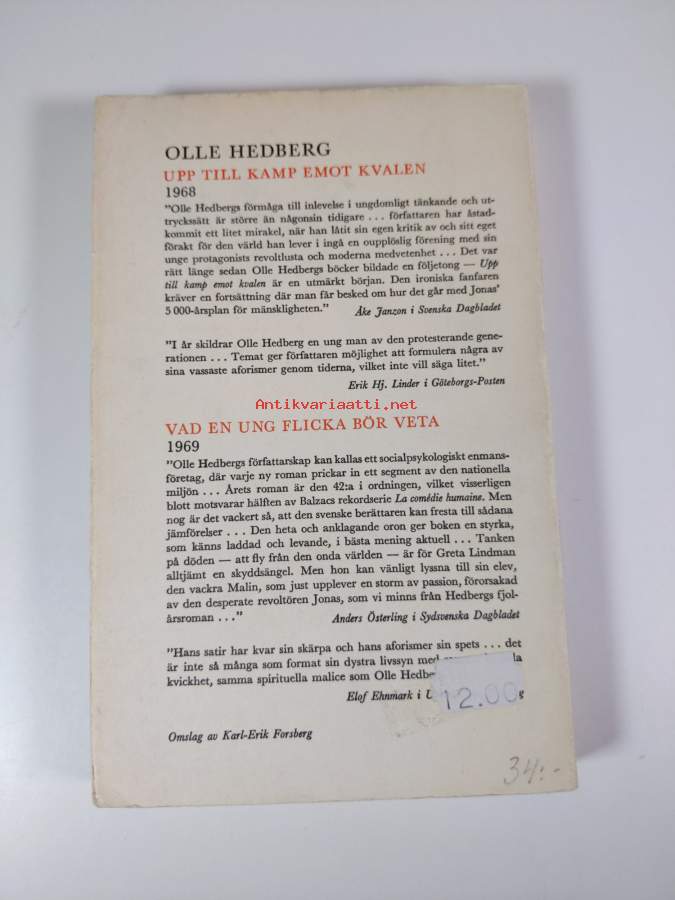 OLLE HEDBERG
UPP TILL KAMP EMOT KVALEN
1968
"Olle Hedbergs förmåga till inlevelse i ungdomligt tänkande och ut-
tryckssätt är större än någonsin tidigare . . . författaren har åstad-
kommit ett litet mirakel, när han låtit sin egen kritik av och sitt eget
förakt för den värld han lever i ingå en oupplöslig förening med sin
unge protagonists revoltlusta och moderna medvetenhet . . . Det var
rätt länge sedan Olle Hedbergs böcker bildade en följetong — Upp
till kamp emot kvalen är en utmärkt början. Den ironiska fanfaren
kräver en fortsättning där man får besked om hur det går med Jonas'
5 000-årsplan för mänskligheten." Åke Janzon i Svenska Dagbladet
"I år skildrar Olle Hedberg en ung man av den protesterande gene-
rationen . . . Temat ger författaren möjlighet att formulera några av
sina vassaste aforismer genom tiderna, vilket inte vill säga litet."
Erik Hj. Linder i Göteborgs-Posten
Antikvariaatti.net
VAD EN UNG FLICKA BÖR VETA
1969
"Olle Hedbergs författarskap kan kallas ett socialpsykologiskt enmans-
företag, där varje ny roman prickar in ett segment av den nationella
miljön . . . Årets roman är den 42:a i ordningen, vilket visserligen
blott motsvarar hälften av Balzacs rekordserie La comédie humaine. Men
nog är det vackert så, att den svenske berättaren kan fresta till sådana
jämförelser . . . Den heta och anklagande oron ger boken en styrka,
som känns laddad och levande, i bästa mening aktuell . . . Tanken
på döden — att fly från den onda världen — är för Greta Lindman
alltjämt en skyddsängel. Men hon kan vänligt lyssna till sin elev,
den vackra Malin, som just upplever en storm av passion, förorsakad
av den desperate revoltören Jonas, som vi minns från Hedbergs fjol-
årsroman . . ." Anders Österling i Sydsvenska Dagbladet
"Hans satir har kvar sin skärpa och hans aforismer sin spets . . . det
är inte så många som format sin dystra livssyn med
kvickhet, samma spirituella malice som Olle
Elof Ehnmark i
12.00
Omslag av Karl-Erik Forsberg
34:-